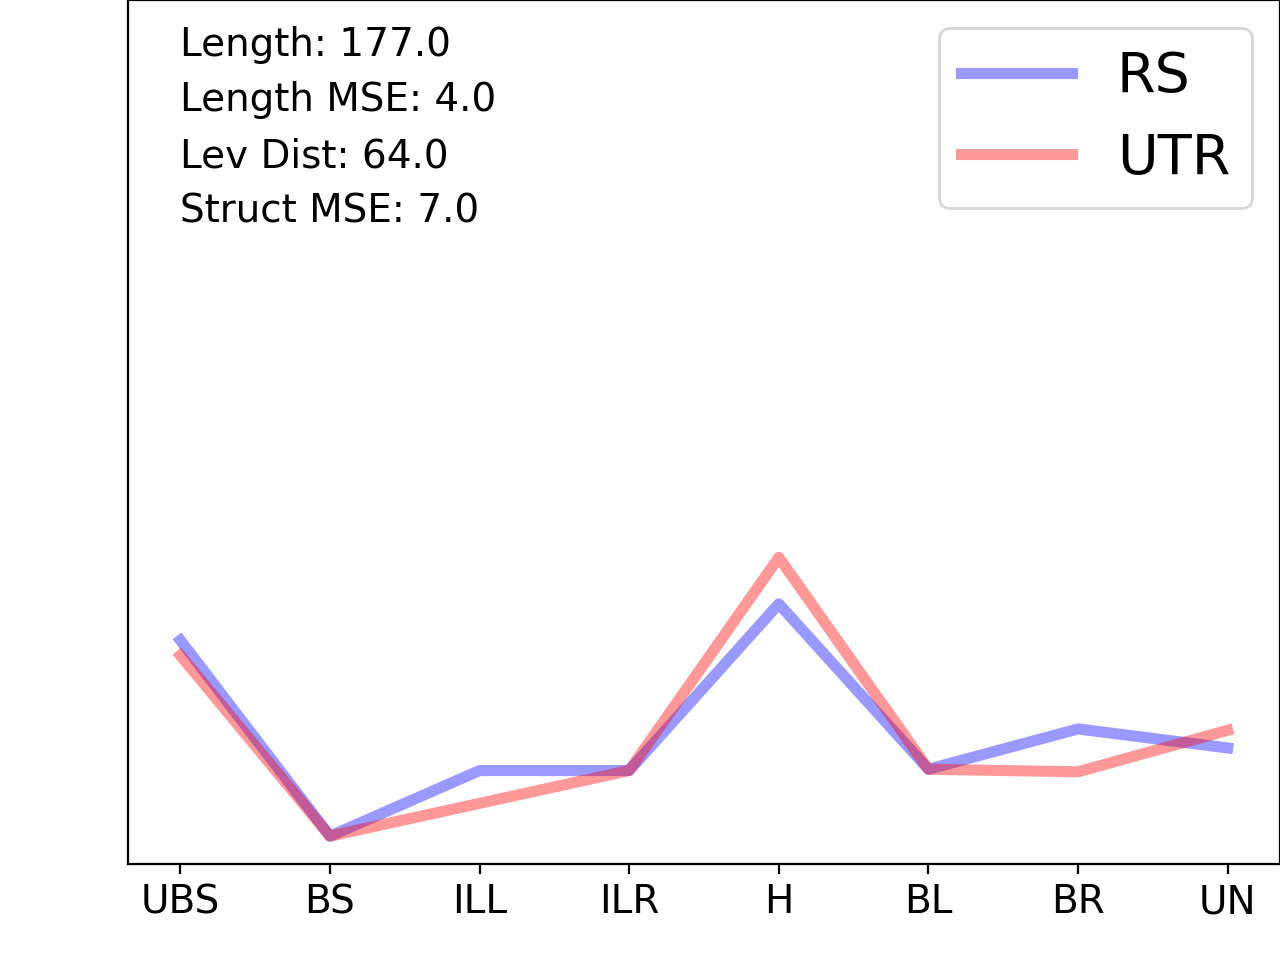 Length: 177.0
Length MSE: 4.0
Lev Dist: 64.0
Struct MSE: 7.0
RS
UTR
UBS BS ILL ILR H BL BR UN